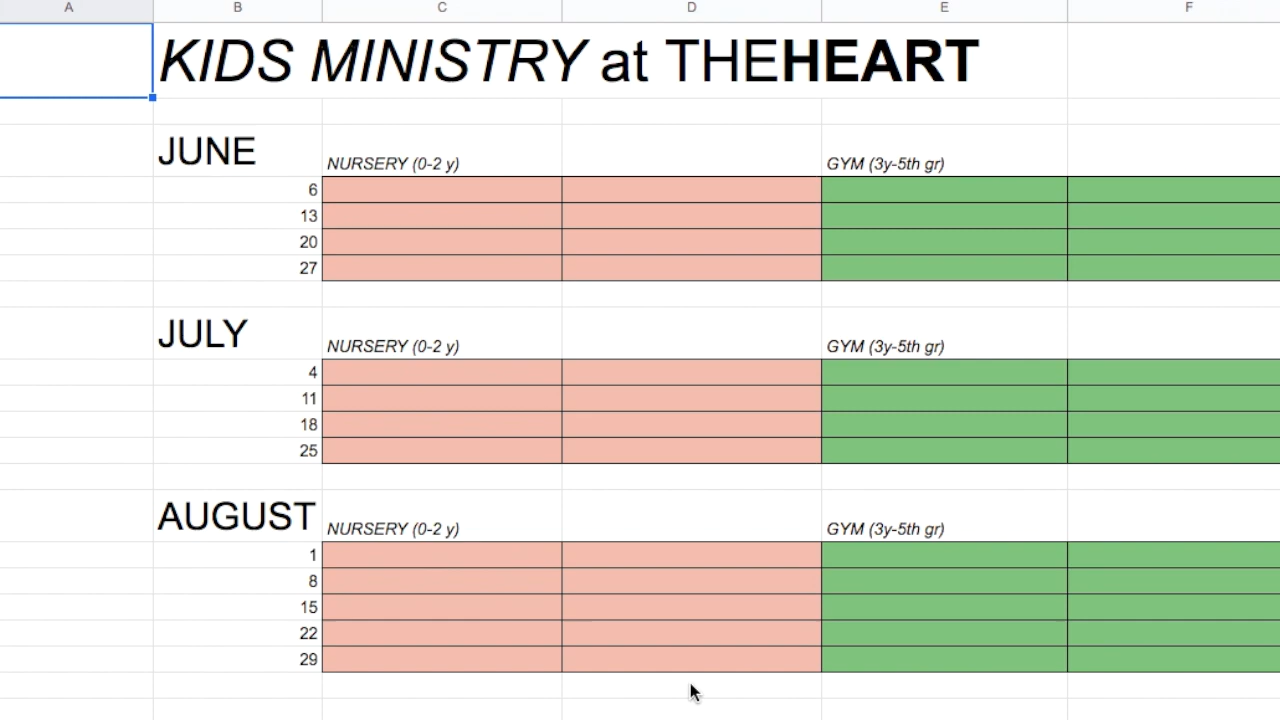 A B C D E F
KIDS MINISTRY at THEHEART
JUNE NURSERY (0-2 y) GYM (3y-5th gr)
6
13
20
27
JULY NURSERY (0-2 y) GYM (3y-5th gr)
4
11
18
25
AUGUST NURSERY (0-2 y) GYM (3y-5th gr)
1
8
15
22
29